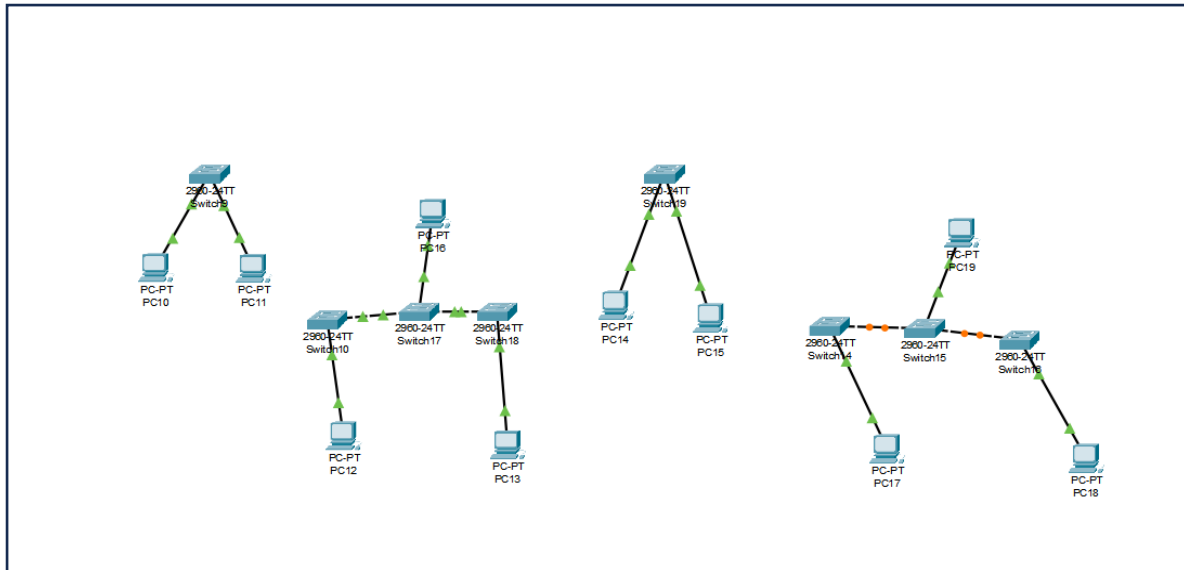 2960-24TT
Switch9
PC-PT
PC10
PC-PT
PC11
PC-PT
PC16
2960-24TT
Switch10
2960-24TT
Switch17
2960-24TT
Switch18
PC-PT
PC12
PC-PT
PC13
2960-24TT
Switch19
PC-PT
PC14
PC-PT
PC15
PC-PT
PC19
2960-24TT
Switch14
2960-24TT
Switch15
2960-24TT
PC-PT
PC17
PC-PT
PC18